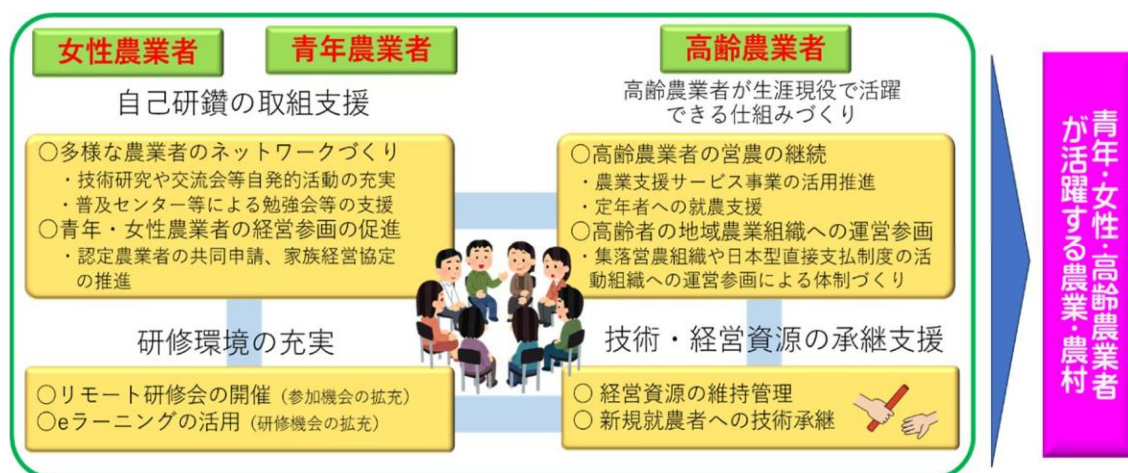 女性農業者
青年農業者
自己研鑽の取組支援
○多様な農業者のネットワークづくり
・技術研究や交流会等自発的活動の充実
・普及センター等による勉強会等の支援
○青年・女性農業者の経営参画の促進
・認定農業者の共同申請、家族経営協定
の推進
研修環境の充実
○リモート研修会の開催(参加機会の拡充)
○eラーニングの活用(研修機会の拡充)
高齢農業者
高齢農業者が生涯現役で活躍
できる仕組みづくり
○高齢農業者の営農の継続
・農業支援サービス事業の活用推進
・定年者への就農支援
○高齢者の地域農業組織への運営参画
・集落営農組織や日本型直接支払制度の活
動組織への運営参画による体制づくり
技術・経営資源の承継支援
○ 経営資源の維持管理
○ 新規就農者への技術承継
青年・女性・高齢農業者
が活躍する農業・農村